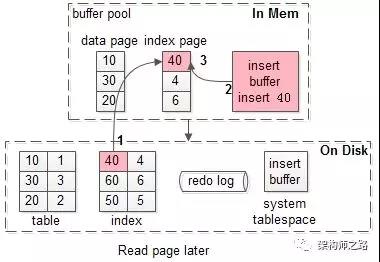 buffer pool
In Mem
data page
index page
10
30
20
40
4
6
3
2
insert
buffer
insert 40
1
On Disk
10 1
30 3
20 2
table
40 4
60 6
50 5
index
redo log
insert
buffer
system
tablespace
Read page later
架构师之路